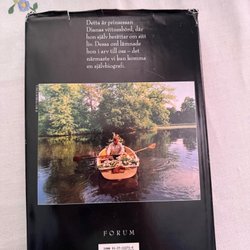 Detta är prinsessan
Dianas vittnesbörd, där
hon själv berättar om sitt
liv. Dessa ord lämnade
hon i arv till oss – det
närmaste vi kan komma
en självbiografi.
FORUM